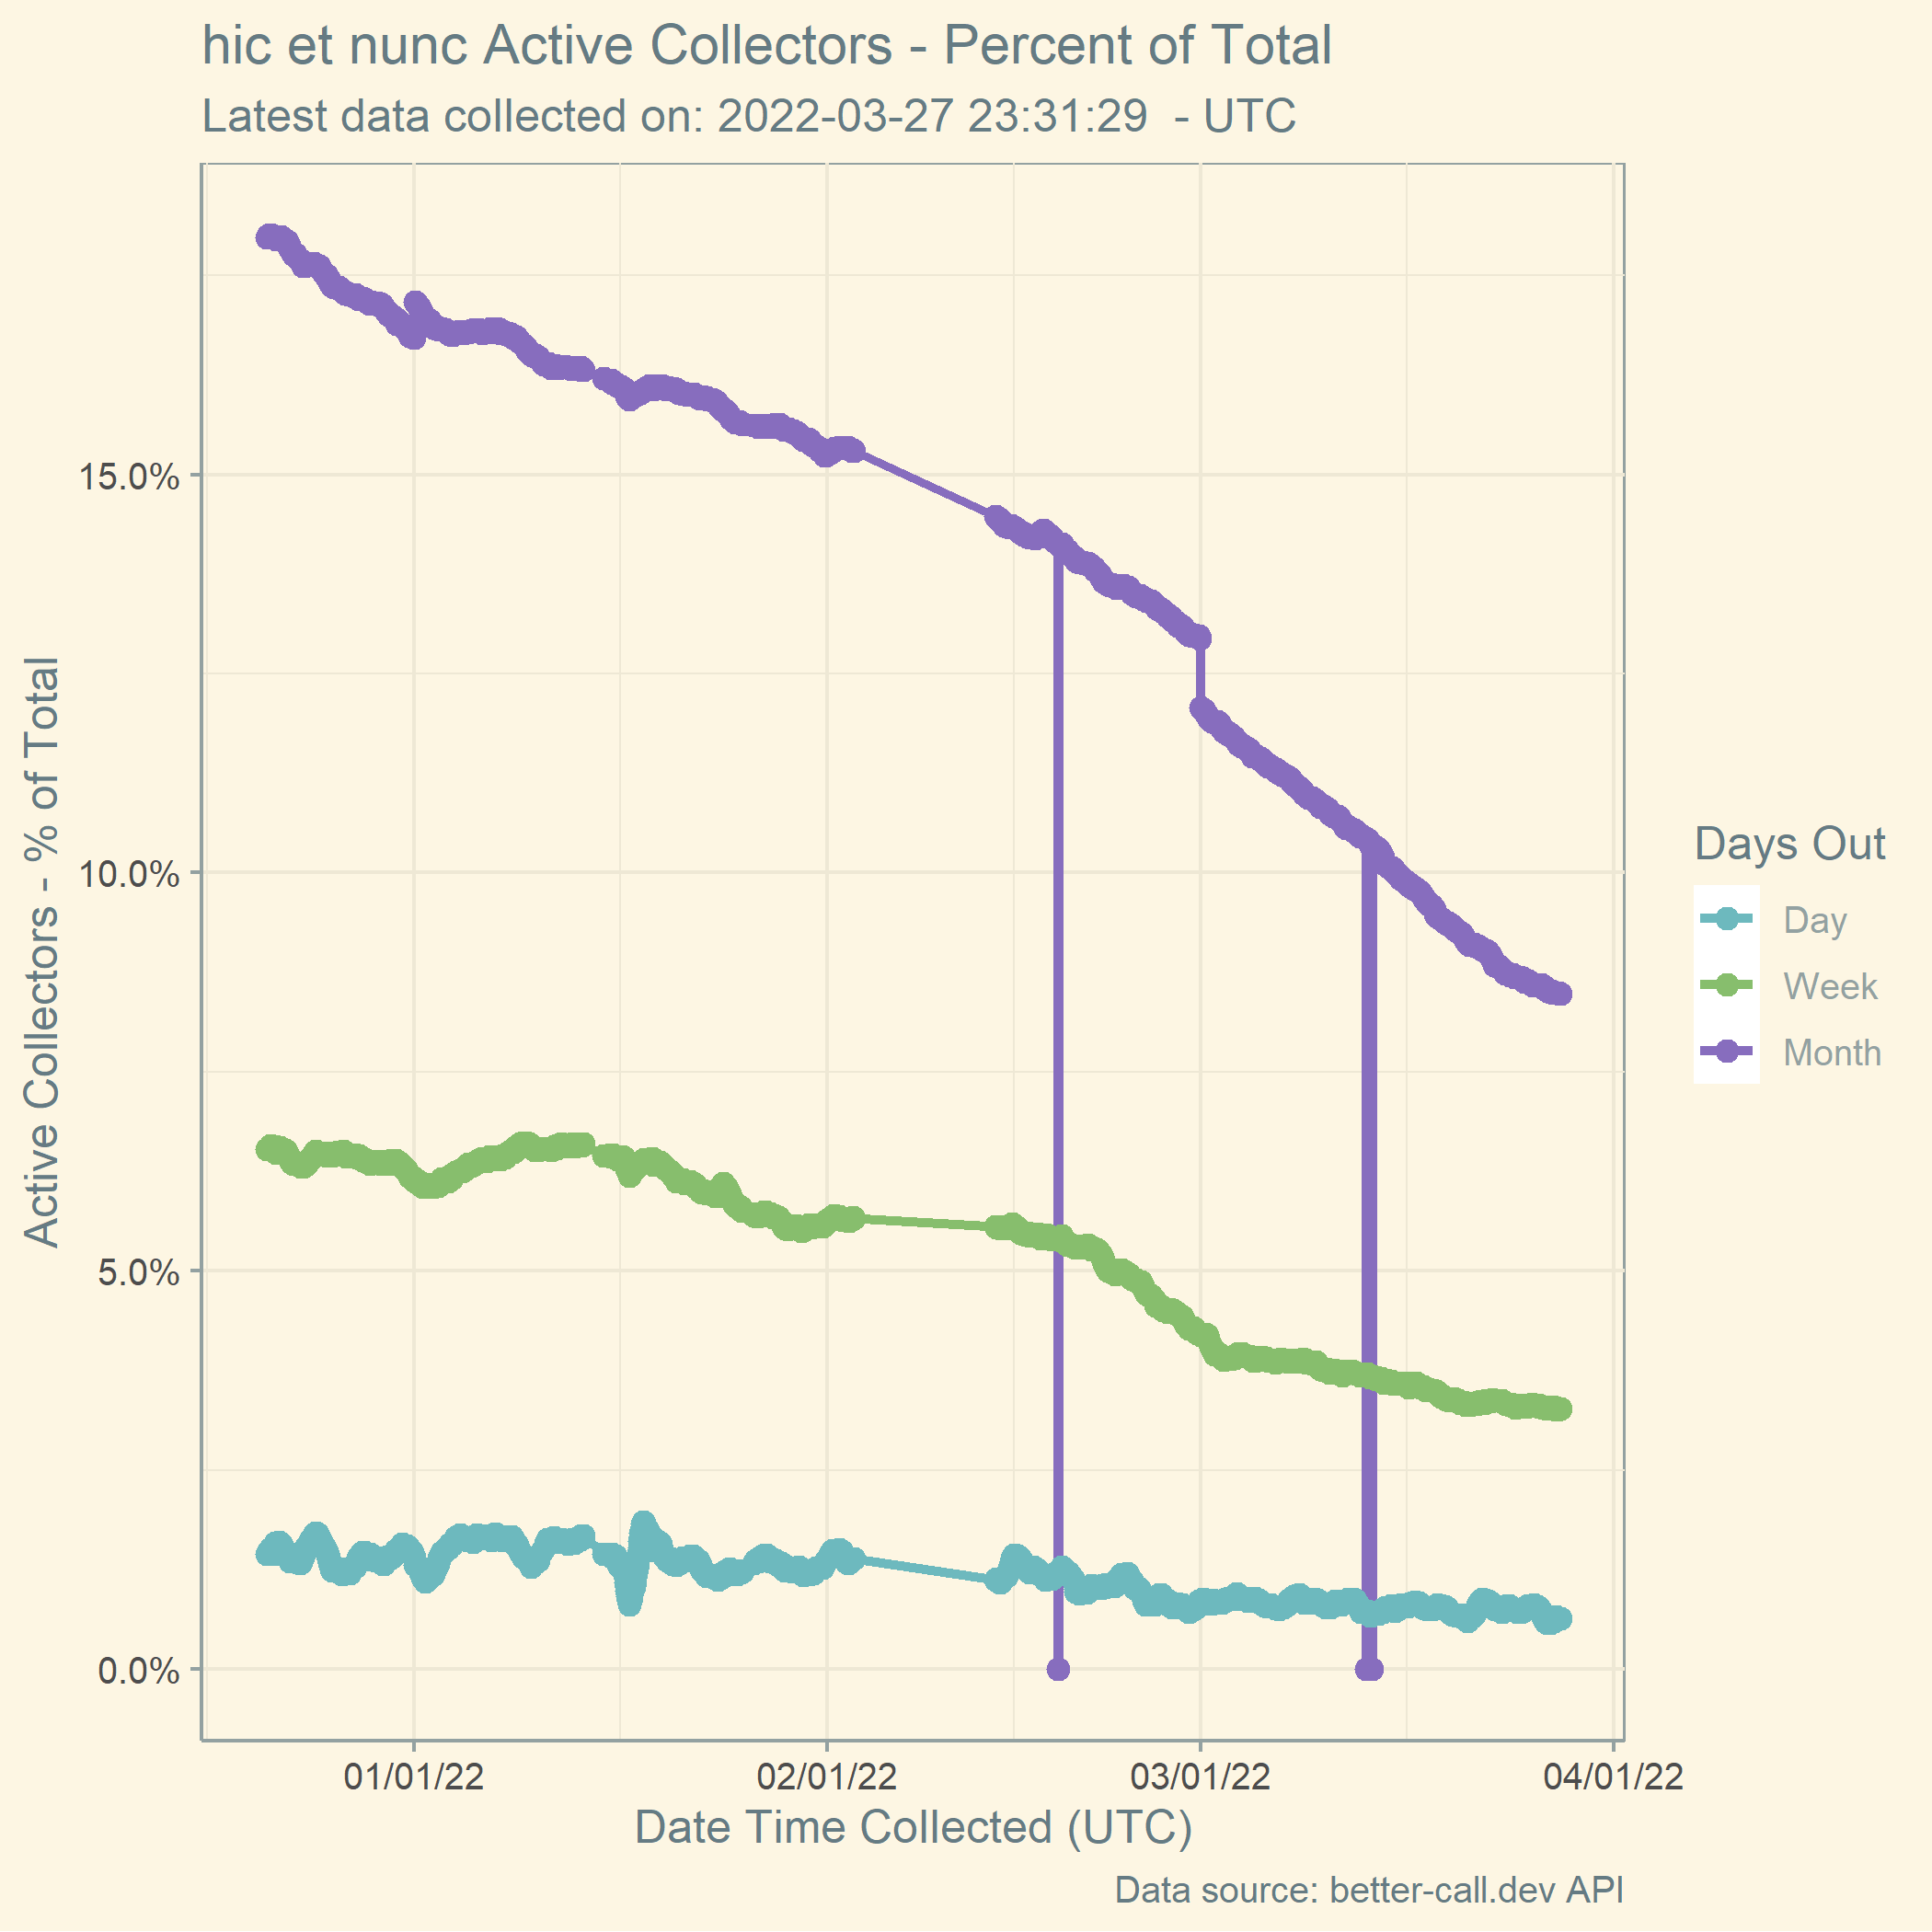 hic et nunc Active Collectors - Percent of Total
Latest data collected on: 2022-03-27 23:31:29  - UTC
Active Collectors - % of Total
15.0%
10.0%
5.0%
0.0%
01/01/22 02/01/22 03/01/22 04/01/22
Date Time Collected (UTC)
Days Out
Day
Week
Month
Data source: better-call.dev API